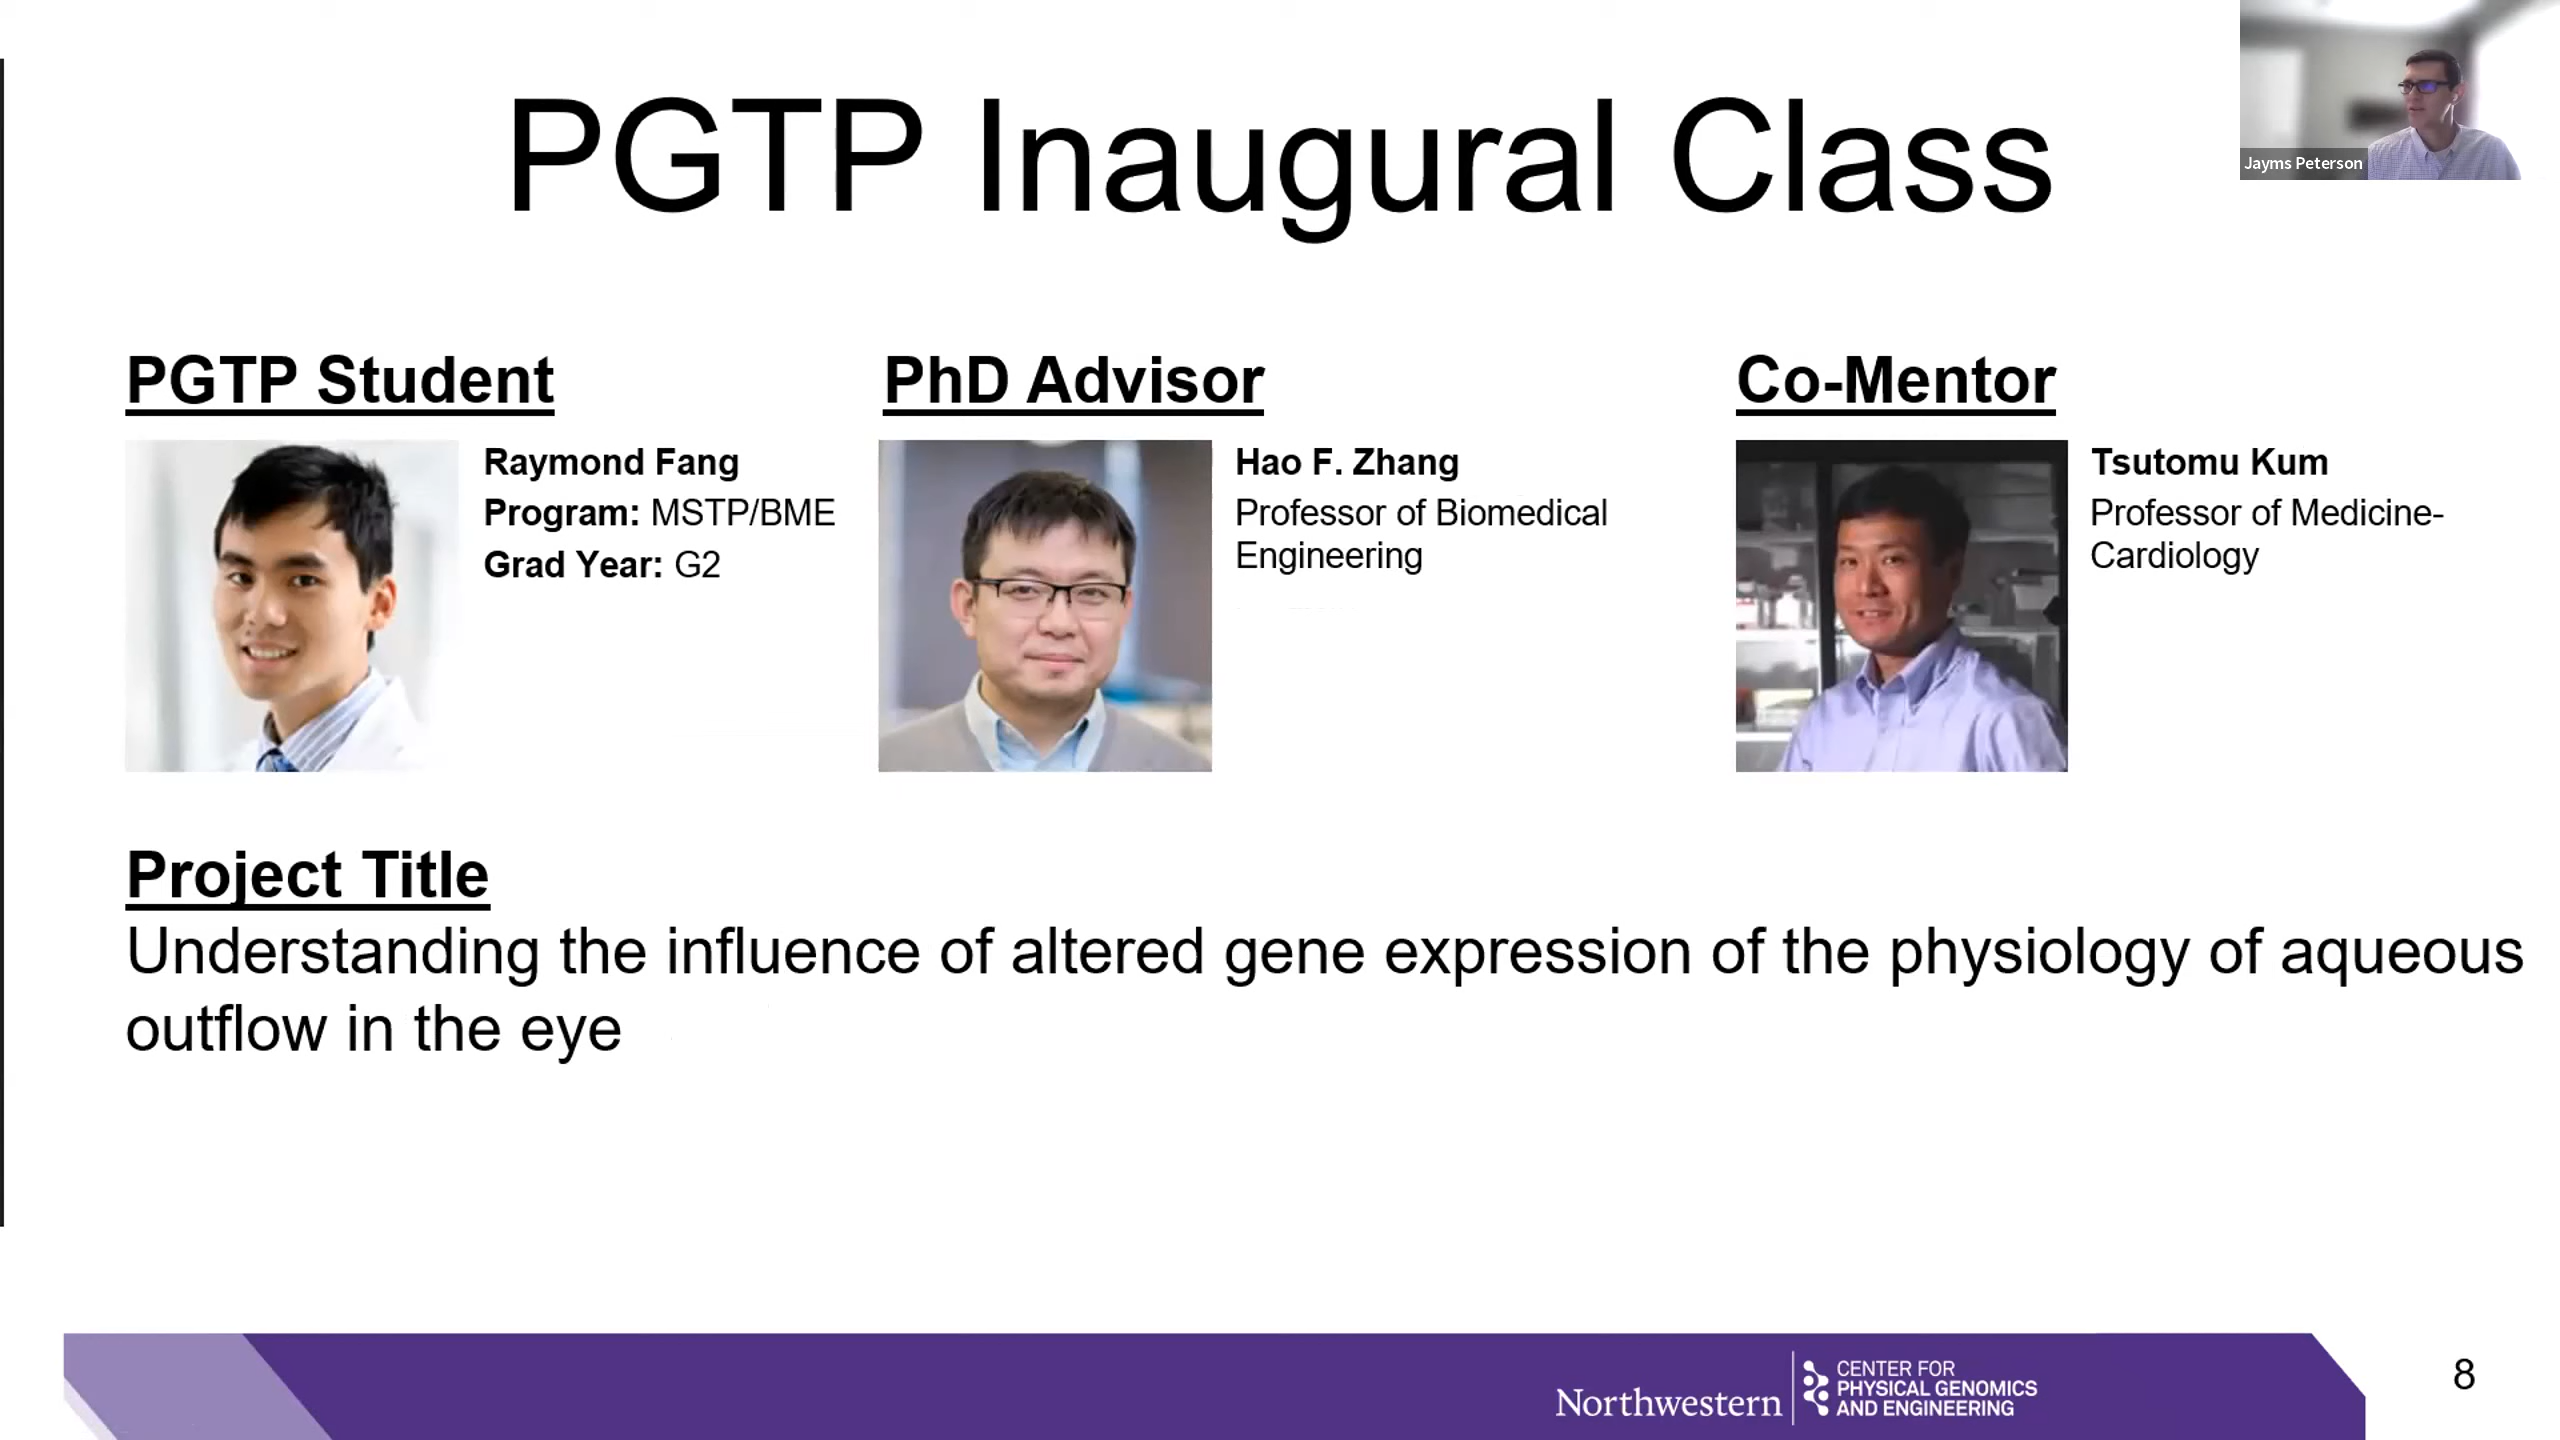 PGTP Inaugural Class
Jayms Peterson
PGTP Student
PhD Advisor
Co-Mentor
Raymond Fang
Program: MSTP/BME
Grad Year: G2
Hao F. Zhang
Professor of Biomedical
Engineering
Tsutomu Kum
Professor of Medicine-
Cardiology
Project Title
Understanding the influence of altered gene expression of the physiology of aqueous
outflow in the eye
Northwestern
CENTER FOR
PHYSICAL GENOMICS
AND ENGINEERING
8